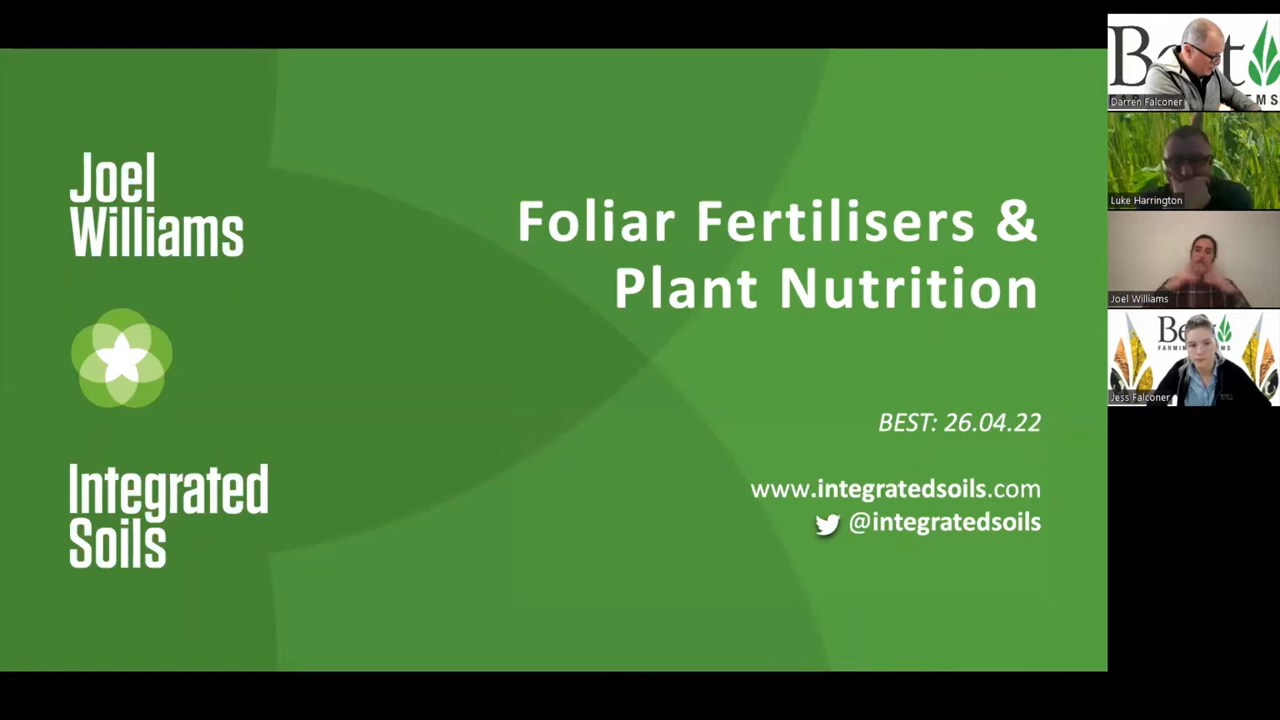 Joel
Williams
Integrated
Soils
Foliar Fertilisers &
Plant Nutrition
BEST: 26.04.22
www.integratedsoils.com
@integratedsoils
Darren Falconer
Luke Harrington
Joel Williams
Jess Falconer